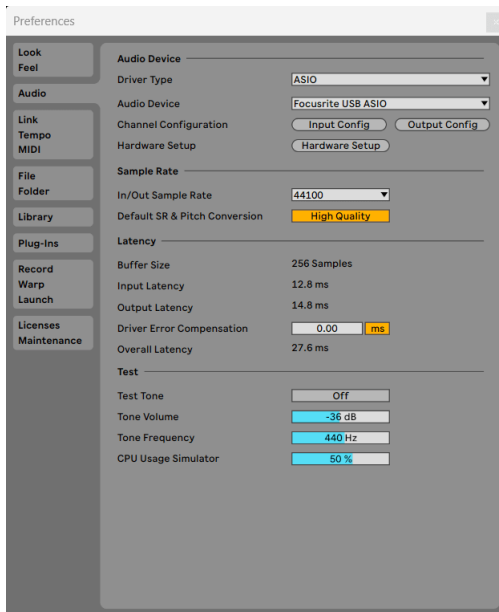 Preferences
Look
Feel
Audio
Link
Tempo
MIDI
File
Folder
Library
Plug-Ins
Record
Warp
Launch
Licenses
Maintenance
Audio Device
Driver Type ASIO
Audio Device Focusrite USB ASIO
Channel Configuration Input Config Output Config
Hardware Setup Hardware Setup
Sample Rate
In/Out Sample Rate 44100
Default SR & Pitch Conversion High Quality
Latency
Buffer Size 256 Samples
Input Latency 12.8 ms
Output Latency 14.8 ms
Driver Error Compensation 0.00 ms
Overall Latency 27.6 ms
Test
Test Tone Off
Tone Volume -36 dB
Tone Frequency 440 Hz
CPU Usage Simulator 50 %